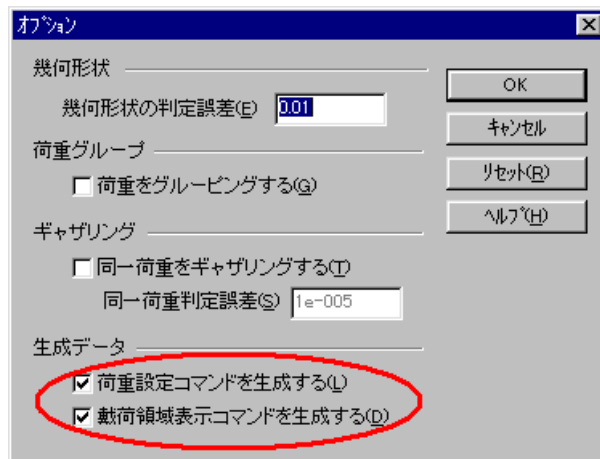 オプション
幾何形状
幾何形状の判定誤差(E) 0.01
荷重グループ
荷重をグルーピングする(G)
ギャザリング
同一荷重をギャザリングする(T)
同一荷重判定誤差(S) 1e-005
生成データ
荷重設定コマンドを生成する(L)
載荷領域表示コマンドを生成する(D)
OK
キャンセル
リセット(R)
ヘルプ(H)